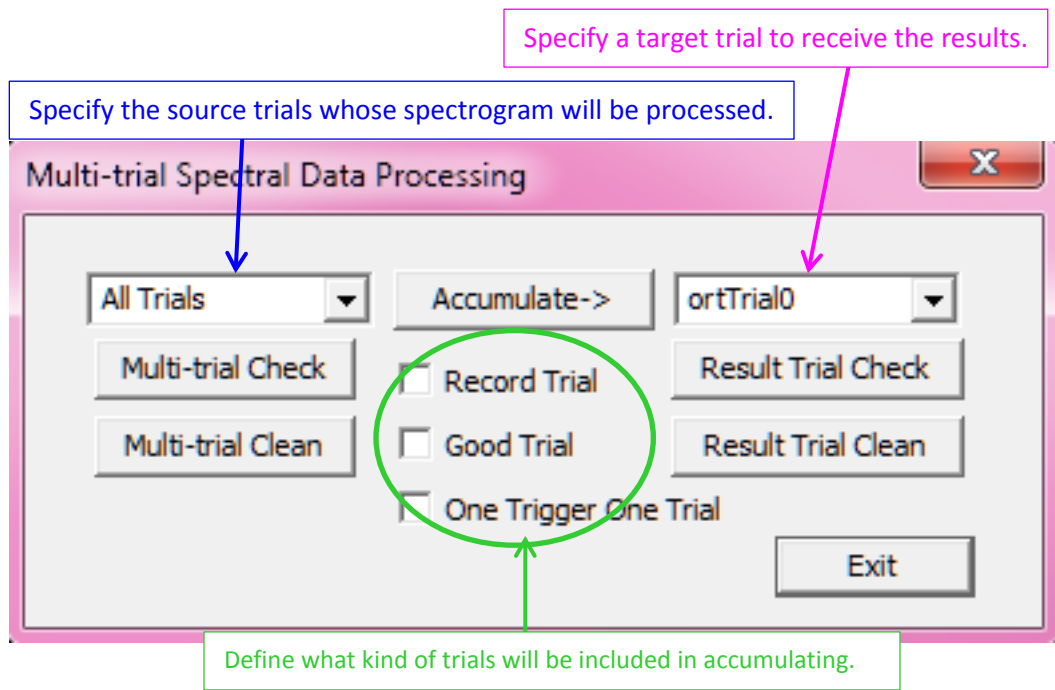 Specify a target trial to receive the results.
Specify the source trials whose spectrogram will be processed.
Multi-trial Spectral Data Processing
All Trials
Accumulate->
ortTrial0
Multi-trial Check
Record Trial
Result Trial Check
Multi-trial Clean
Good Trial
Result Trial Clean
One Trigger One Trial
Exit
Define what kind of trials will be included in accumulating.